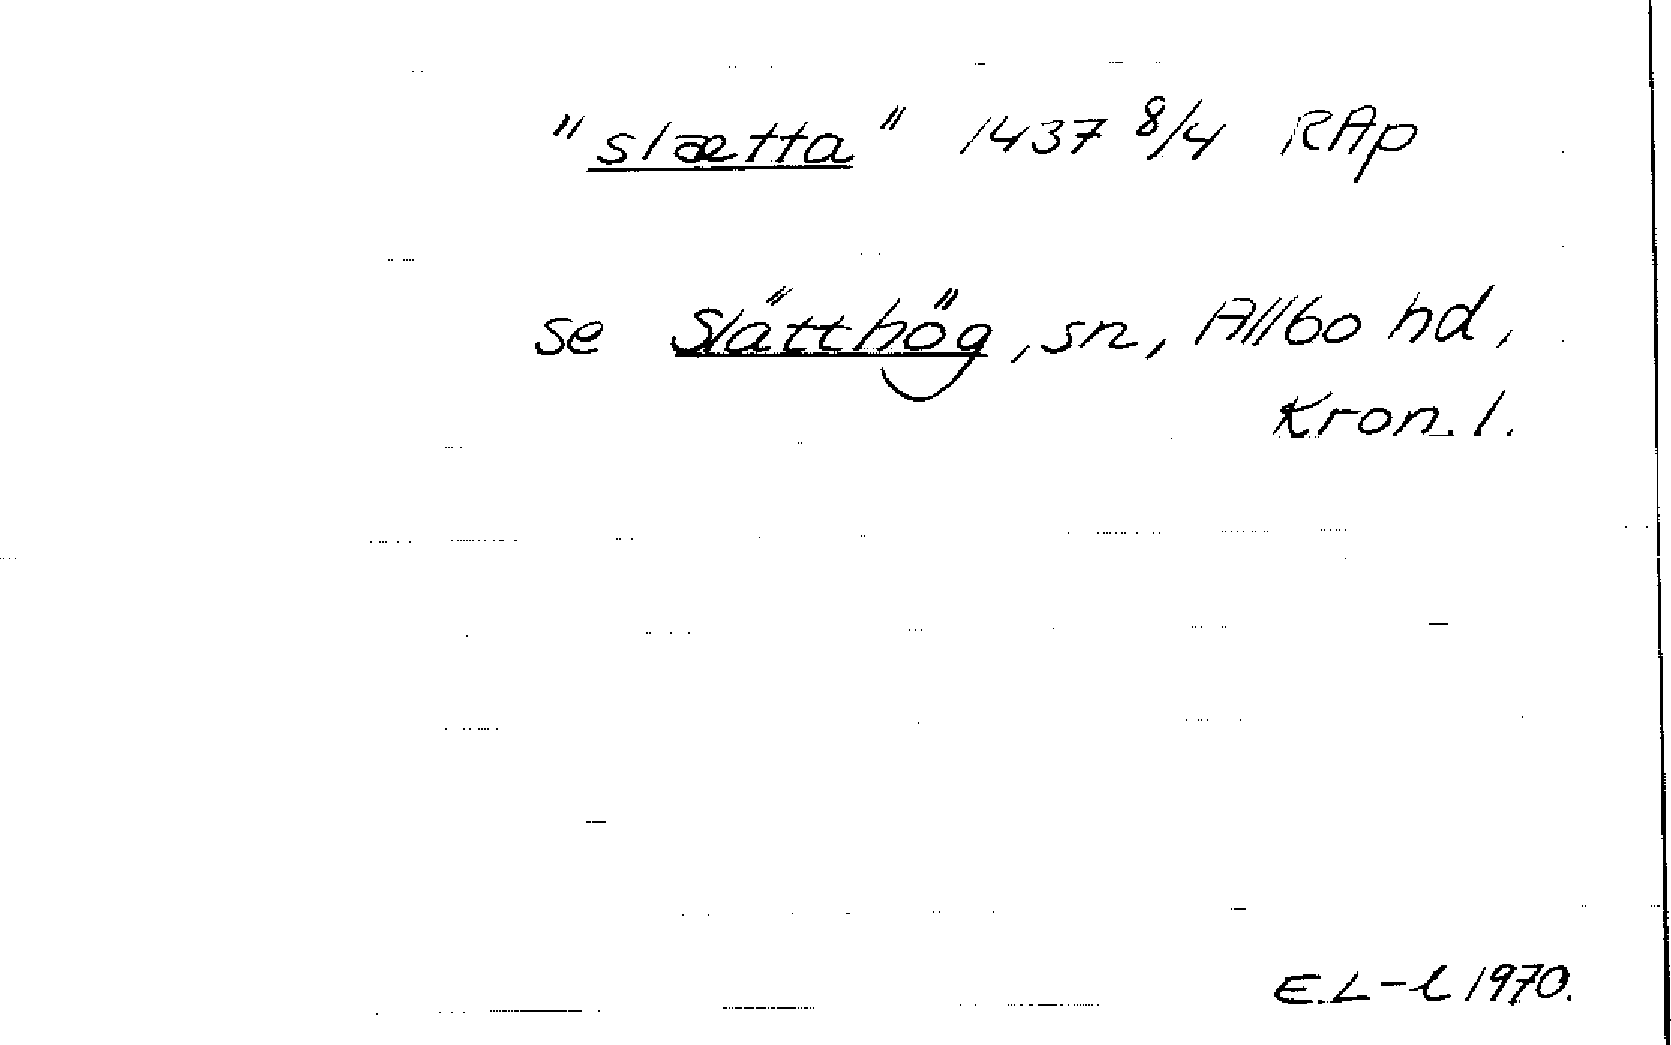 "slætta" 1437 8/4 RAp
se Slätthög, sn, Allbo hd,
Kron. l.
E.L-l 1970.